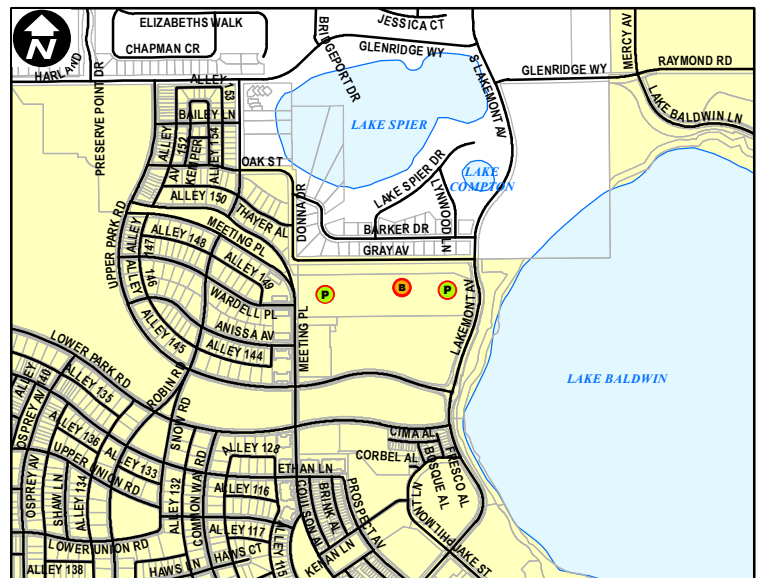 N
ELIZABETHS WALK
CHAPMAN CR
HARLAND
PRESERVE POINT DR
BRIDGEPORT DR
JESSICA CT
GLENRIDGE WY
S LAKEMONT AV
GLENRIDGE WY
MERCY AV
RAYMOND RD
LAKE BALDWIN LN
ALLEY 153
BAILEY LN
ALLEY 152
KEMPER AV
ALLEY 154
OAK ST
LAKE SPIER
LAKE SPIER DR
LAKE
COMPTON
LYNWOOD LN
DONNA DR
BARKER DR
GRAY AV
ALLEY 150
THAYER AL
MEETING PL
UPPER PARK RD
ALLEY 147
ALLEY 148
ALLEY 149
ALLEY 146
WARDELL PL
ANISSA AV
ALLEY 144
ALLEY 145
MEETING PL
P
B
P
LAKEMONT AV
LAKE BALDWIN
LOWER PARK RD
ROBIN RD
SNOW RD
ALLEY 135
ALLEY 140
OSPREY AV
ALLEY 136
ALLEY 133
UPPER UNION RD
OSPREY AV
SHAW LN
ALLEY 134
ALLEY 132
COMMON WAY RD
ALLEY 128
ETHAN LN
ALLEY 116
ALLEY 117
HAWS CT
ALLEY 115
COULSON AV
BRINK AL
PROSPECT AV
KENAN LN
CIMA AL
CORBEL AL
BOSQUE AL
FRESCO AL
PHILMONT LN
LAKE ST
LOWER UNION RD
ALLEY 138
HAWS LN